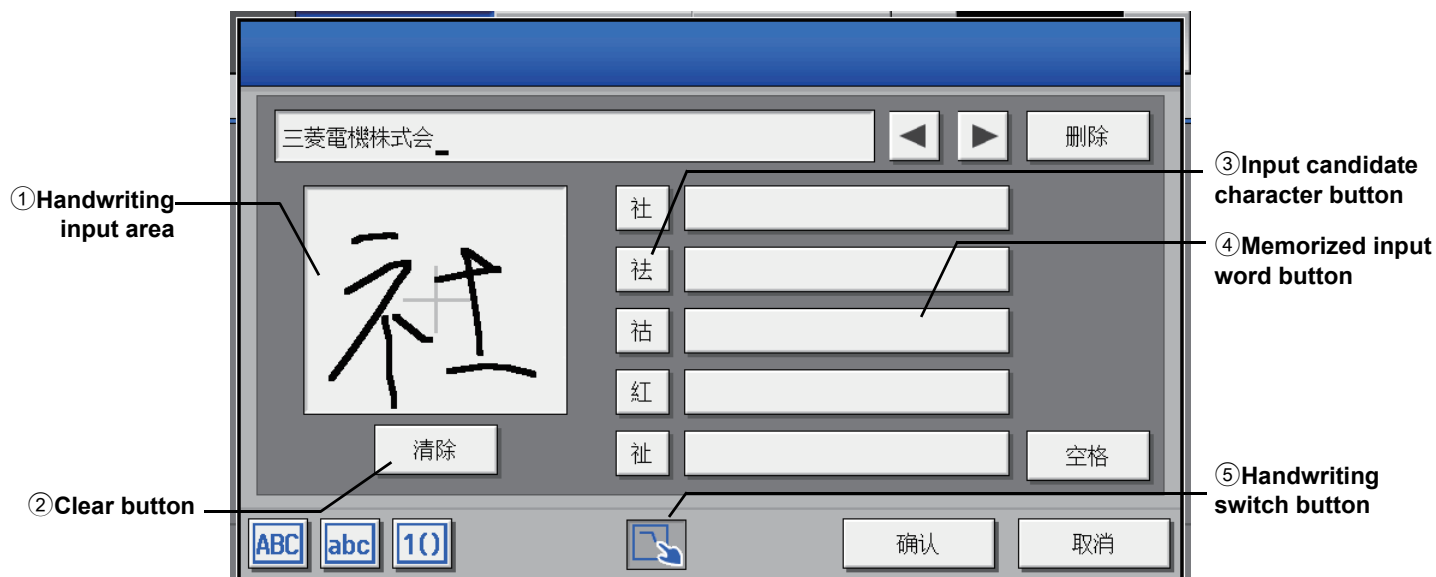 三菱電機株式会_
◀ ▶ 删除
①Handwriting
input area
③Input candidate
character button
社
社
祛
④Memorized input
word button
祜
紅
祉
清除
空格
②Clear button
⑤Handwriting
switch button
ABC abc 1()
确认 取消